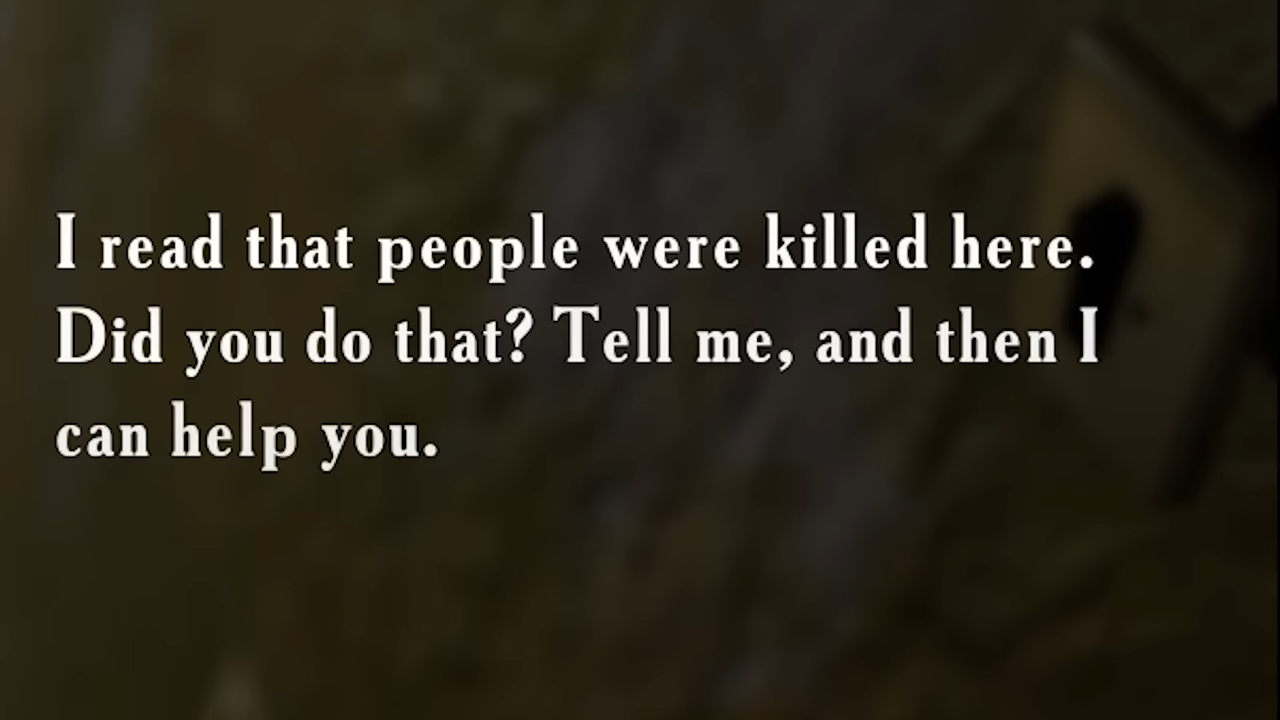 I read that people were killed here.
Did you do that? Tell me, and then I
can help you.